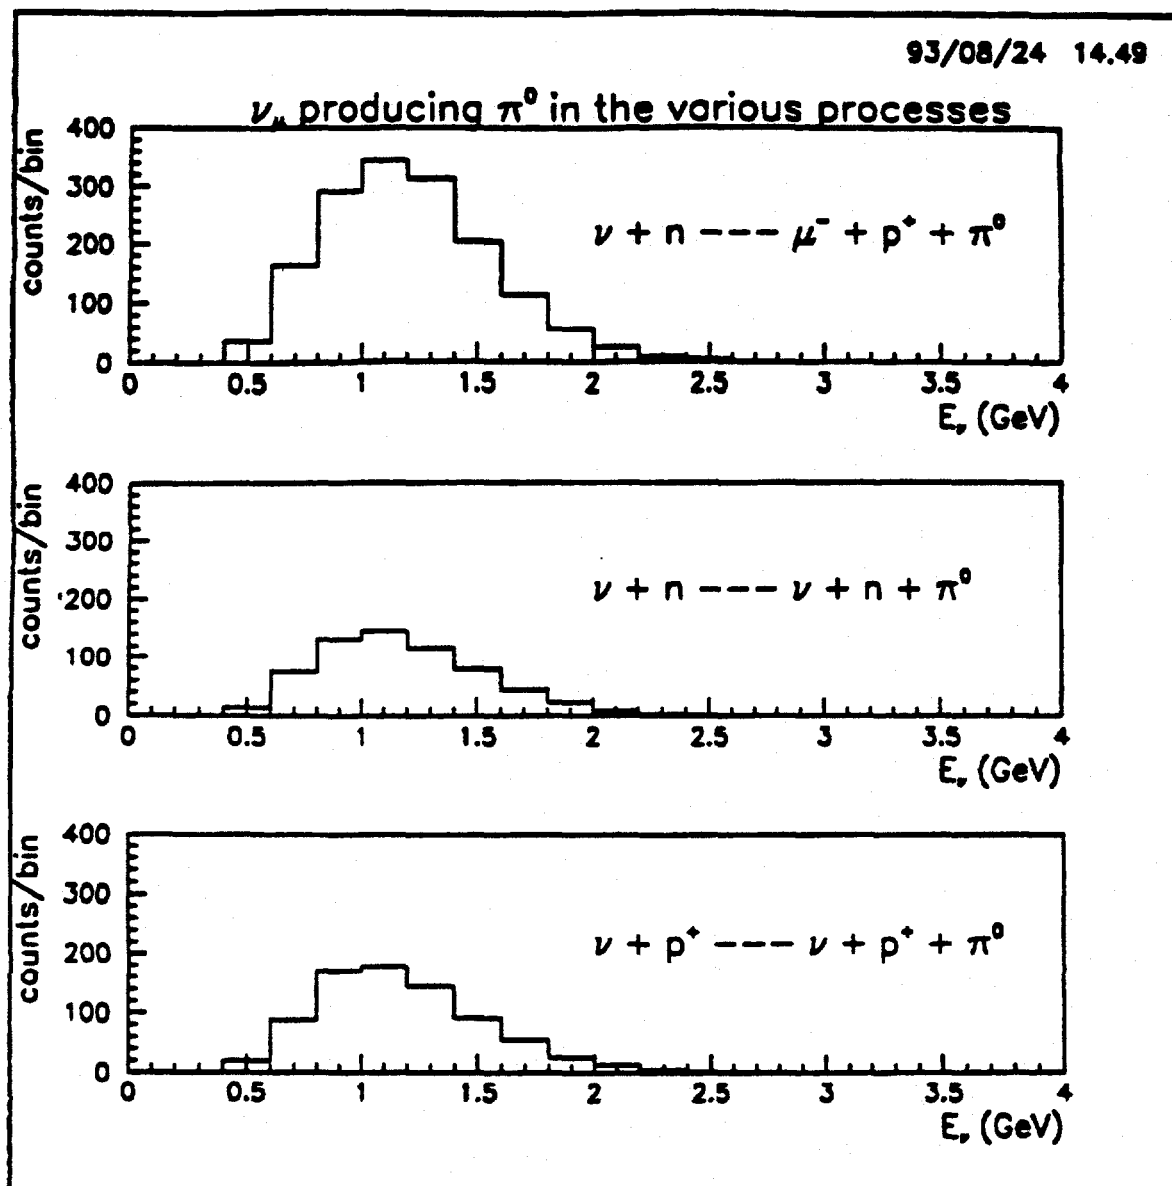 93/08/24 14.49
ν_μ producing π⁰ in the various processes
counts/bin
400
300
200
100
0
ν + n --- μ⁻ + p⁺ + π⁰
0 0.5 1 1.5 2 2.5 3 3.5 4
E_ν (GeV)
counts/bin
400
300
200
100
0
ν + n --- ν + n + π⁰
0 0.5 1 1.5 2 2.5 3 3.5 4
E_ν (GeV)
counts/bin
400
300
200
100
0
ν + p⁺ --- ν + p⁺ + π⁰
0 0.5 1 1.5 2 2.5 3 3.5 4
E_ν (GeV)